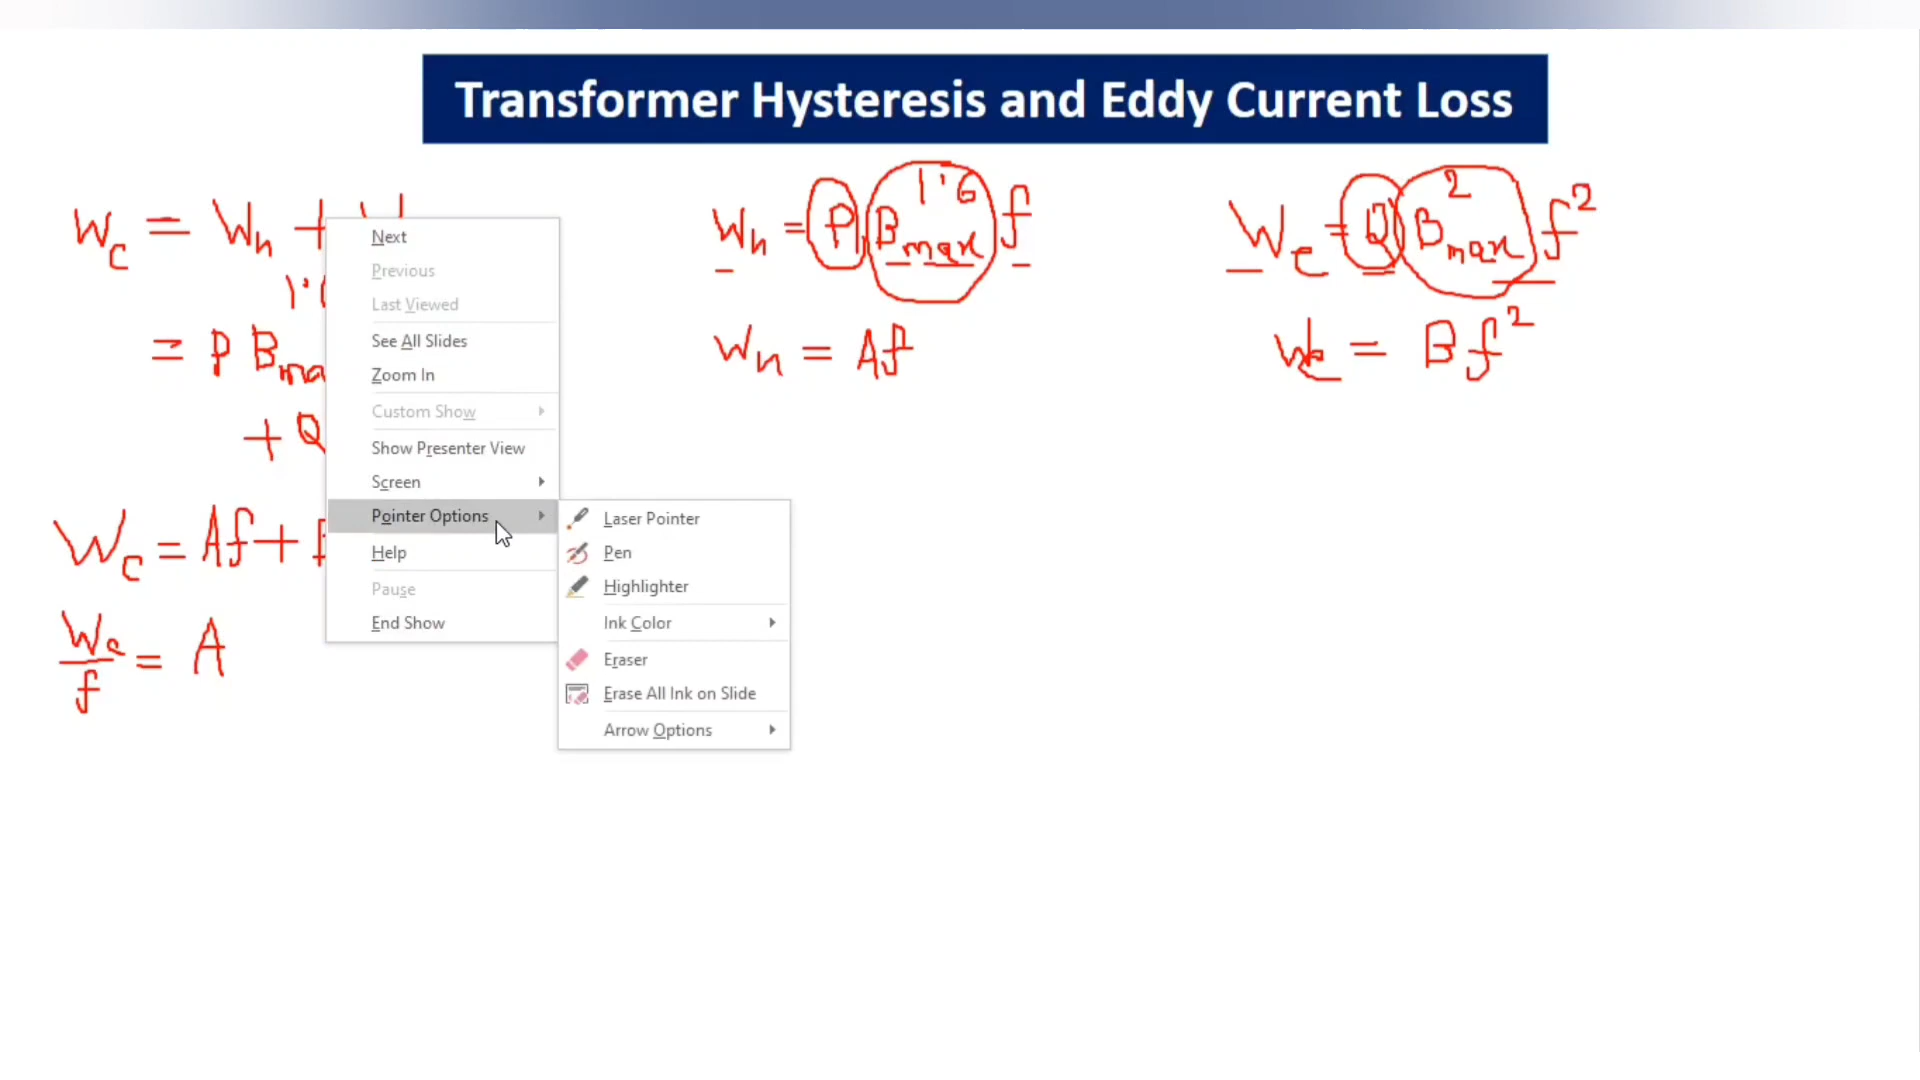 Transformer Hysteresis and Eddy Current Loss
Wc = Wh +
= P Bma
+ Q
Wc = Af +
Wc/f = A
Next
Previous
Last Viewed
See All Slides
Zoom In
Custom Show
Show Presenter View
Screen
Pointer Options
Help
Pause
End Show
Laser Pointer
Pen
Highlighter
Ink Color
Eraser
Erase All Ink on Slide
Arrow Options
Wh = P Bmax^1.6 f
Wh = Af
We = Q Bmax^2 f^2
We = Bf^2